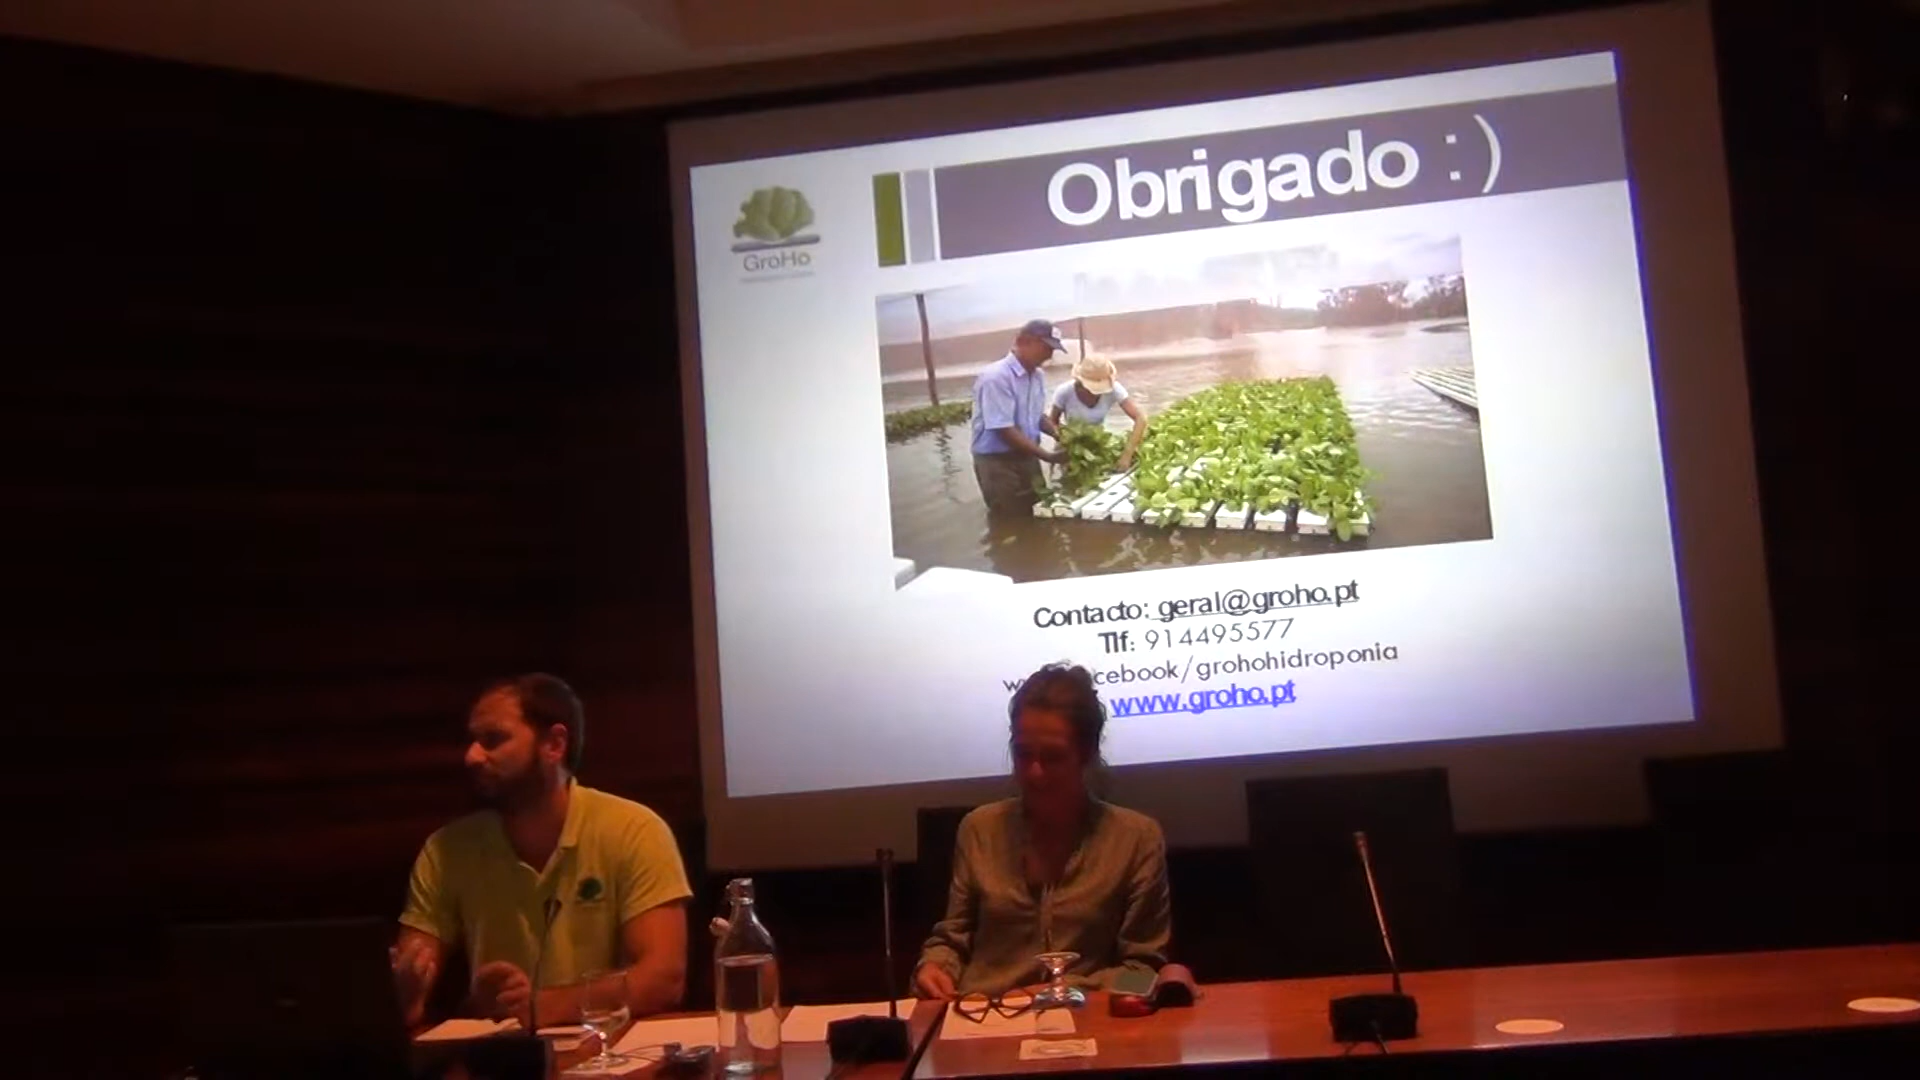 Obrigado :)
GroHo
Contacto: geral@groho.pt
Tlf: 914495577
cebook/grohohidroponia
www.groho.pt